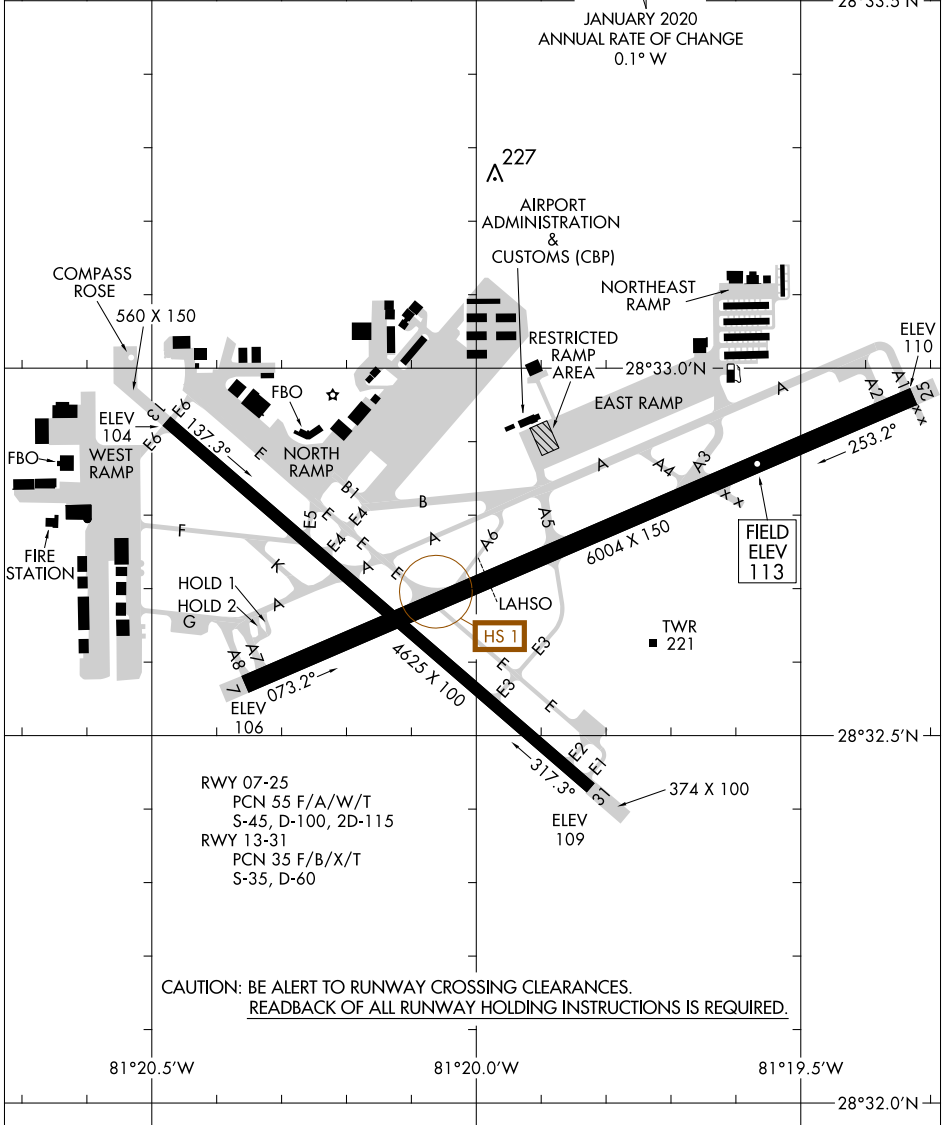 28°33.5'N
JANUARY 2020
ANNUAL RATE OF CHANGE
0.1° W
227
AIRPORT
ADMINISTRATION
&
CUSTOMS (CBP)
COMPASS
ROSE
560 X 150
NORTHEAST
RAMP
RESTRICTED
RAMP
AREA
28°33.0'N
ELEV
110
A
A1
A2
25
x x
EAST RAMP
FBO
13
E6
ELEV
104
E6
137.3°
E
NORTH
RAMP
WEST
RAMP
FBO
253.2°
A
A4
A3
x x
B1
B
E5
E
E4
E4
E
A
A6
A5
6004 X 150
FIELD
ELEV
113
FIRE
STATION
F
K
A
E
HOLD 1
HOLD 2
A
G
LAHSO
HS 1
TWR
221
A8
A7
7
073.2°
ELEV
106
4625 X 100
E
E3
E3
E
28°32.5'N
E2
E1
317.3°
31
374 X 100
ELEV
109
RWY 07-25
PCN 55 F/A/W/T
S-45, D-100, 2D-115
RWY 13-31
PCN 35 F/B/X/T
S-35, D-60
CAUTION: BE ALERT TO RUNWAY CROSSING CLEARANCES.
READBACK OF ALL RUNWAY HOLDING INSTRUCTIONS IS REQUIRED.
81°20.5'W
81°20.0'W
81°19.5'W
28°32.0'N